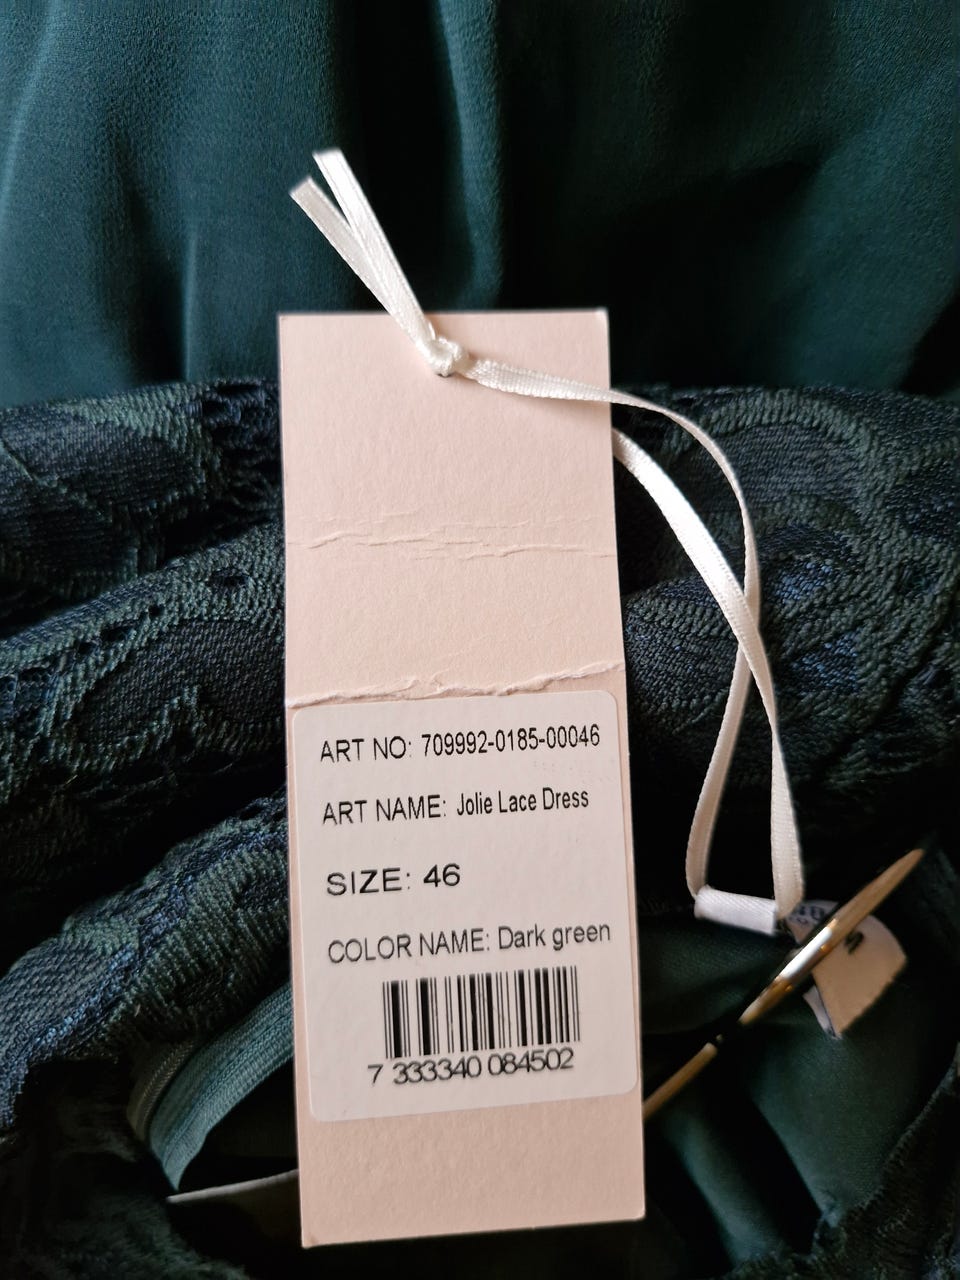 ART NO: 709992-0185-00046
ART NAME: Jolie Lace Dress
SIZE: 46
COLOR NAME: Dark green
7 333340 084502